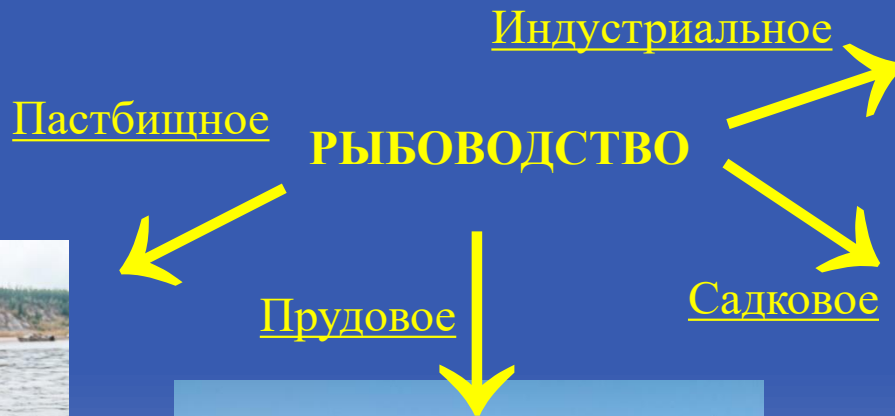 Индустриальное
Пастбищное
РЫБОВОДСТВО
Садковое
Прудовое